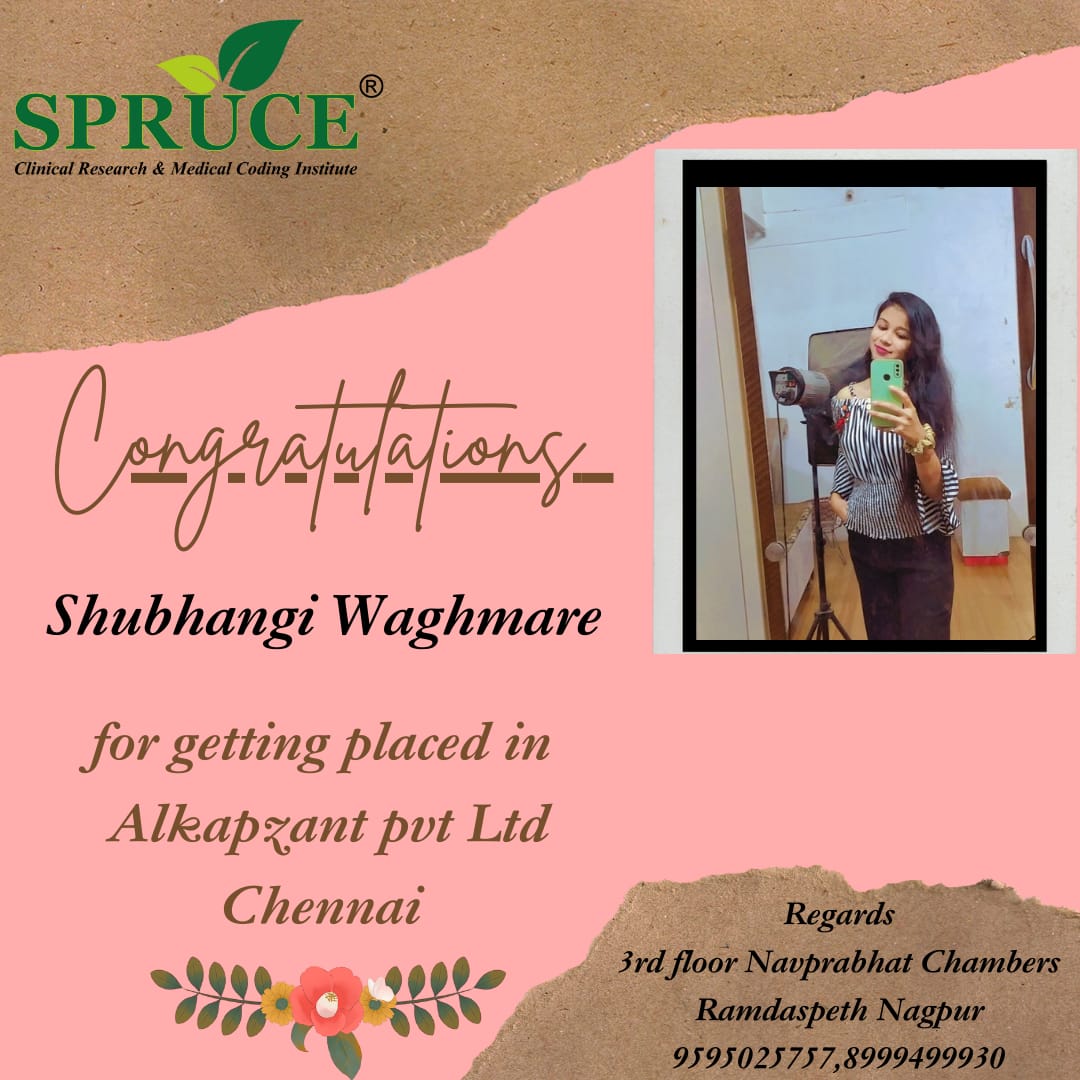 SPRUCE®
Clinical Research & Medical Coding Institute
Congratulations
Shubhangi Waghmare
for getting placed in
Alkapzant pvt Ltd
Chennai
Regards
3rd floor Navprabhat Chambers
Ramdaspeth Nagpur
9595025757,8999499930